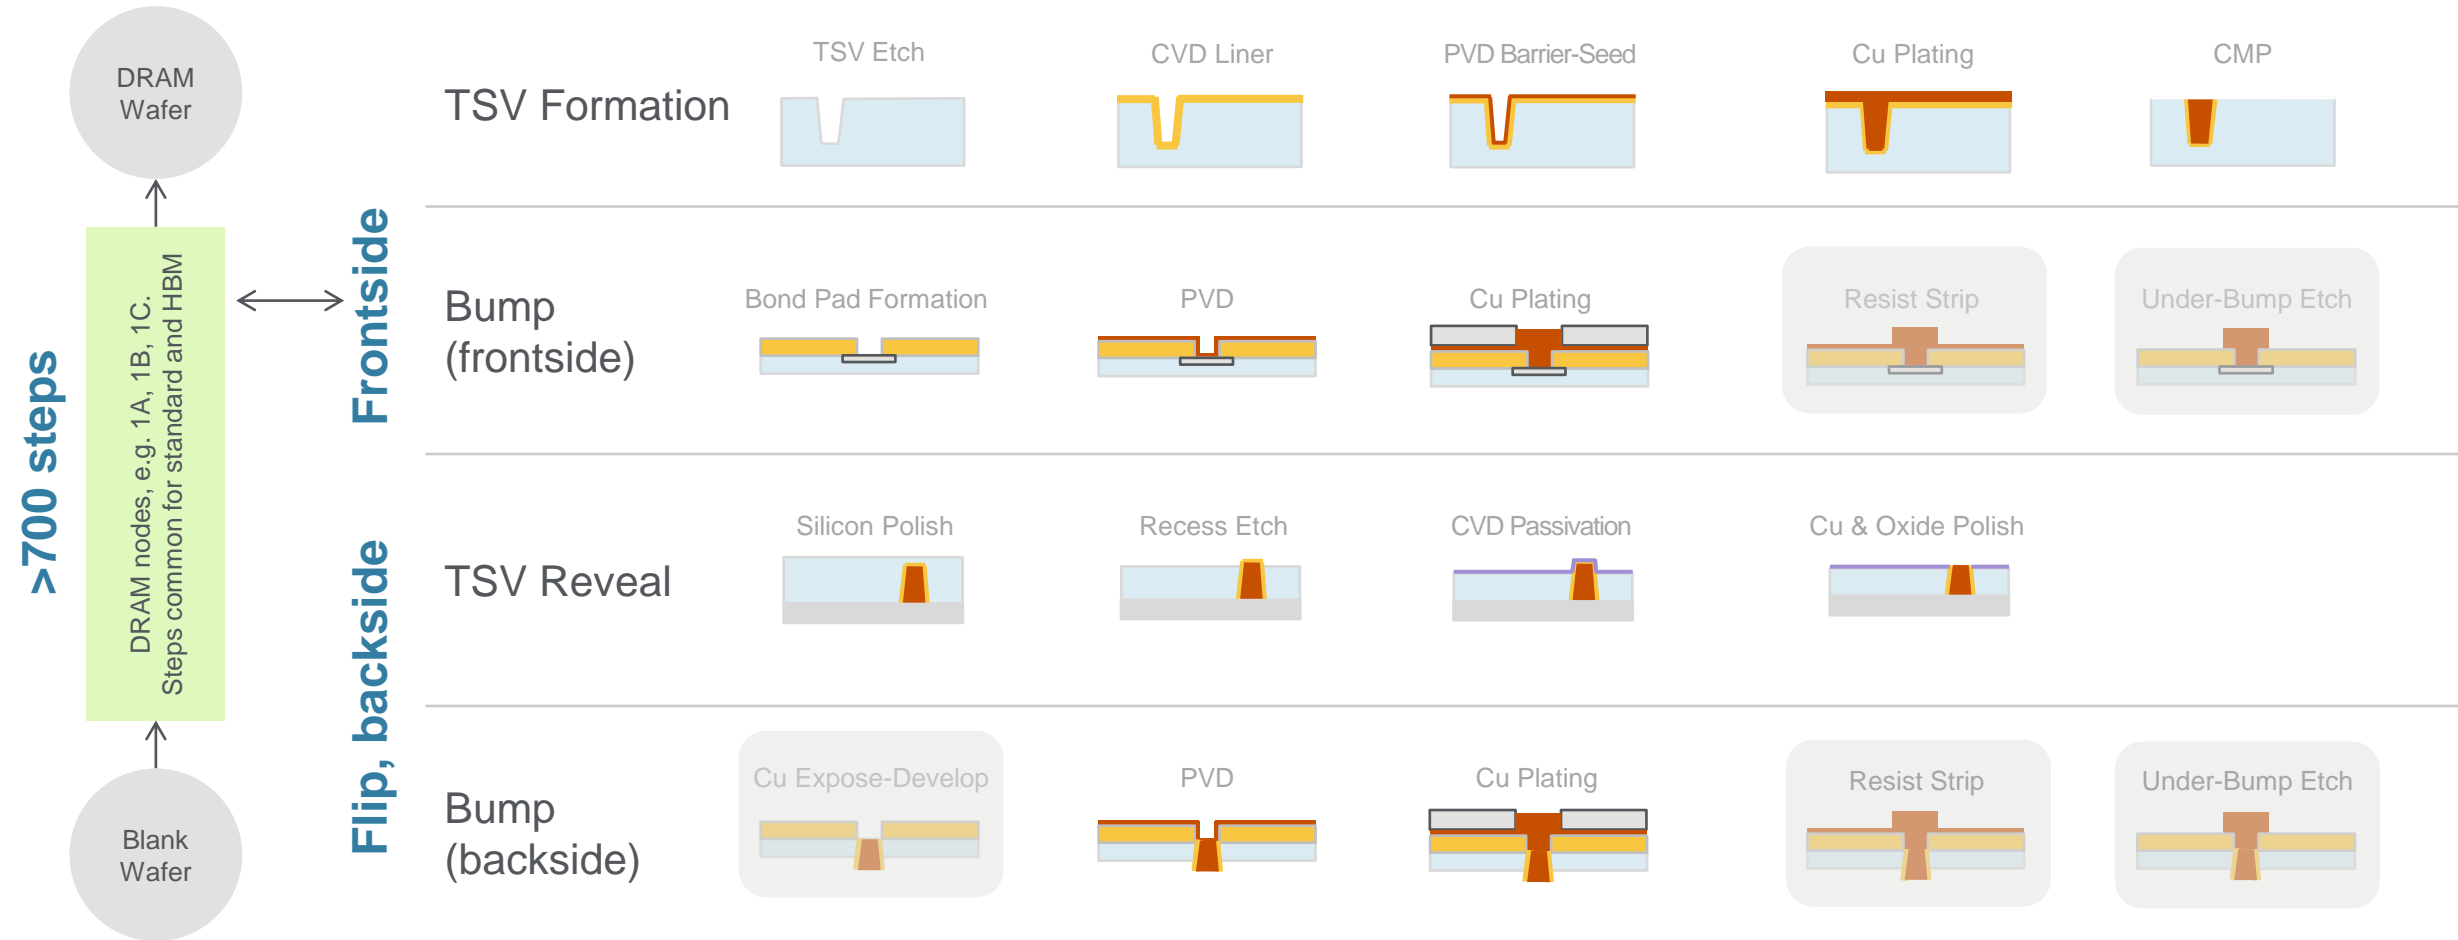 DRAM
Wafer
>700 steps
DRAM nodes, e.g. 1A, 1B, 1C.
Steps common for standard and HBM
Blank
Wafer
Frontside
TSV Formation
TSV Etch
CVD Liner
PVD Barrier-Seed
Cu Plating
CMP
Bump
(frontside)
Bond Pad Formation
PVD
Cu Plating
Resist Strip
Under-Bump Etch
Flip, backside
TSV Reveal
Silicon Polish
Recess Etch
CVD Passivation
Cu & Oxide Polish
Bump
(backside)
Cu Expose-Develop
PVD
Cu Plating
Resist Strip
Under-Bump Etch